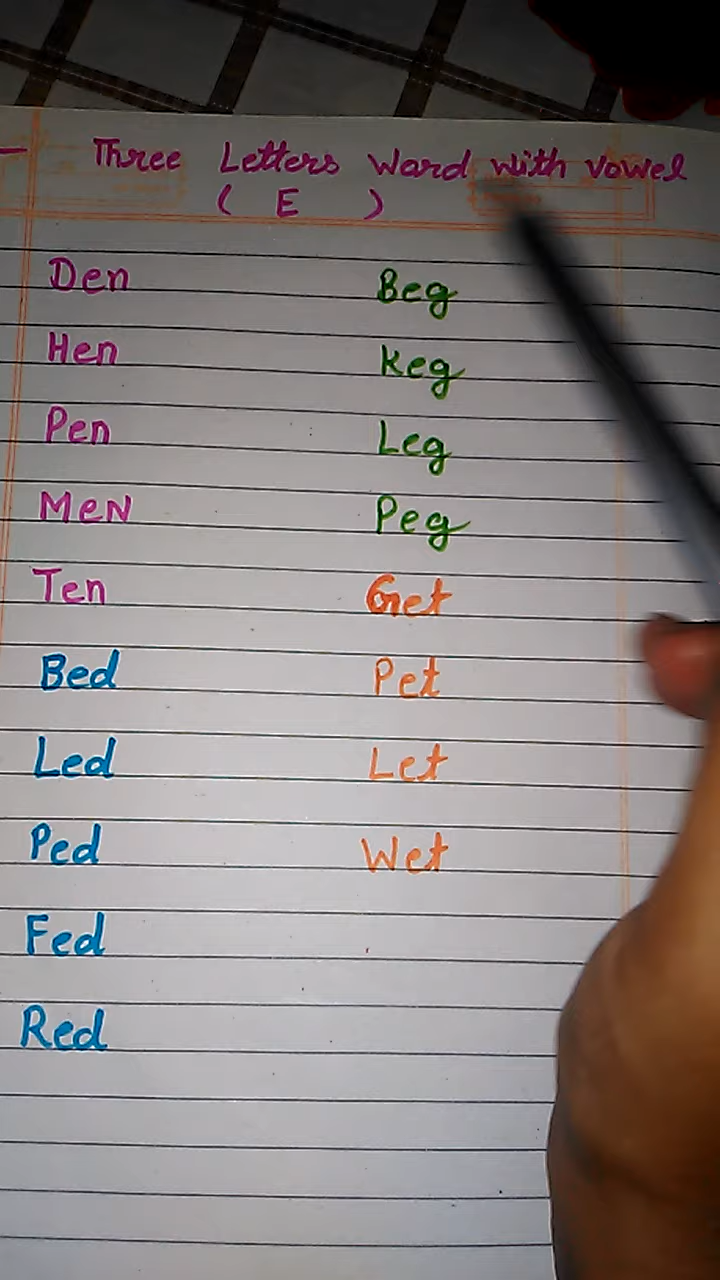 – Three Letters Word with vowel
( E )
Den
Hen
Pen
MeN
Ten
Bed
Led
Ped
Fed
Red
Beg
Keg
Leg
Peg
Get
Pet
Let
Wet